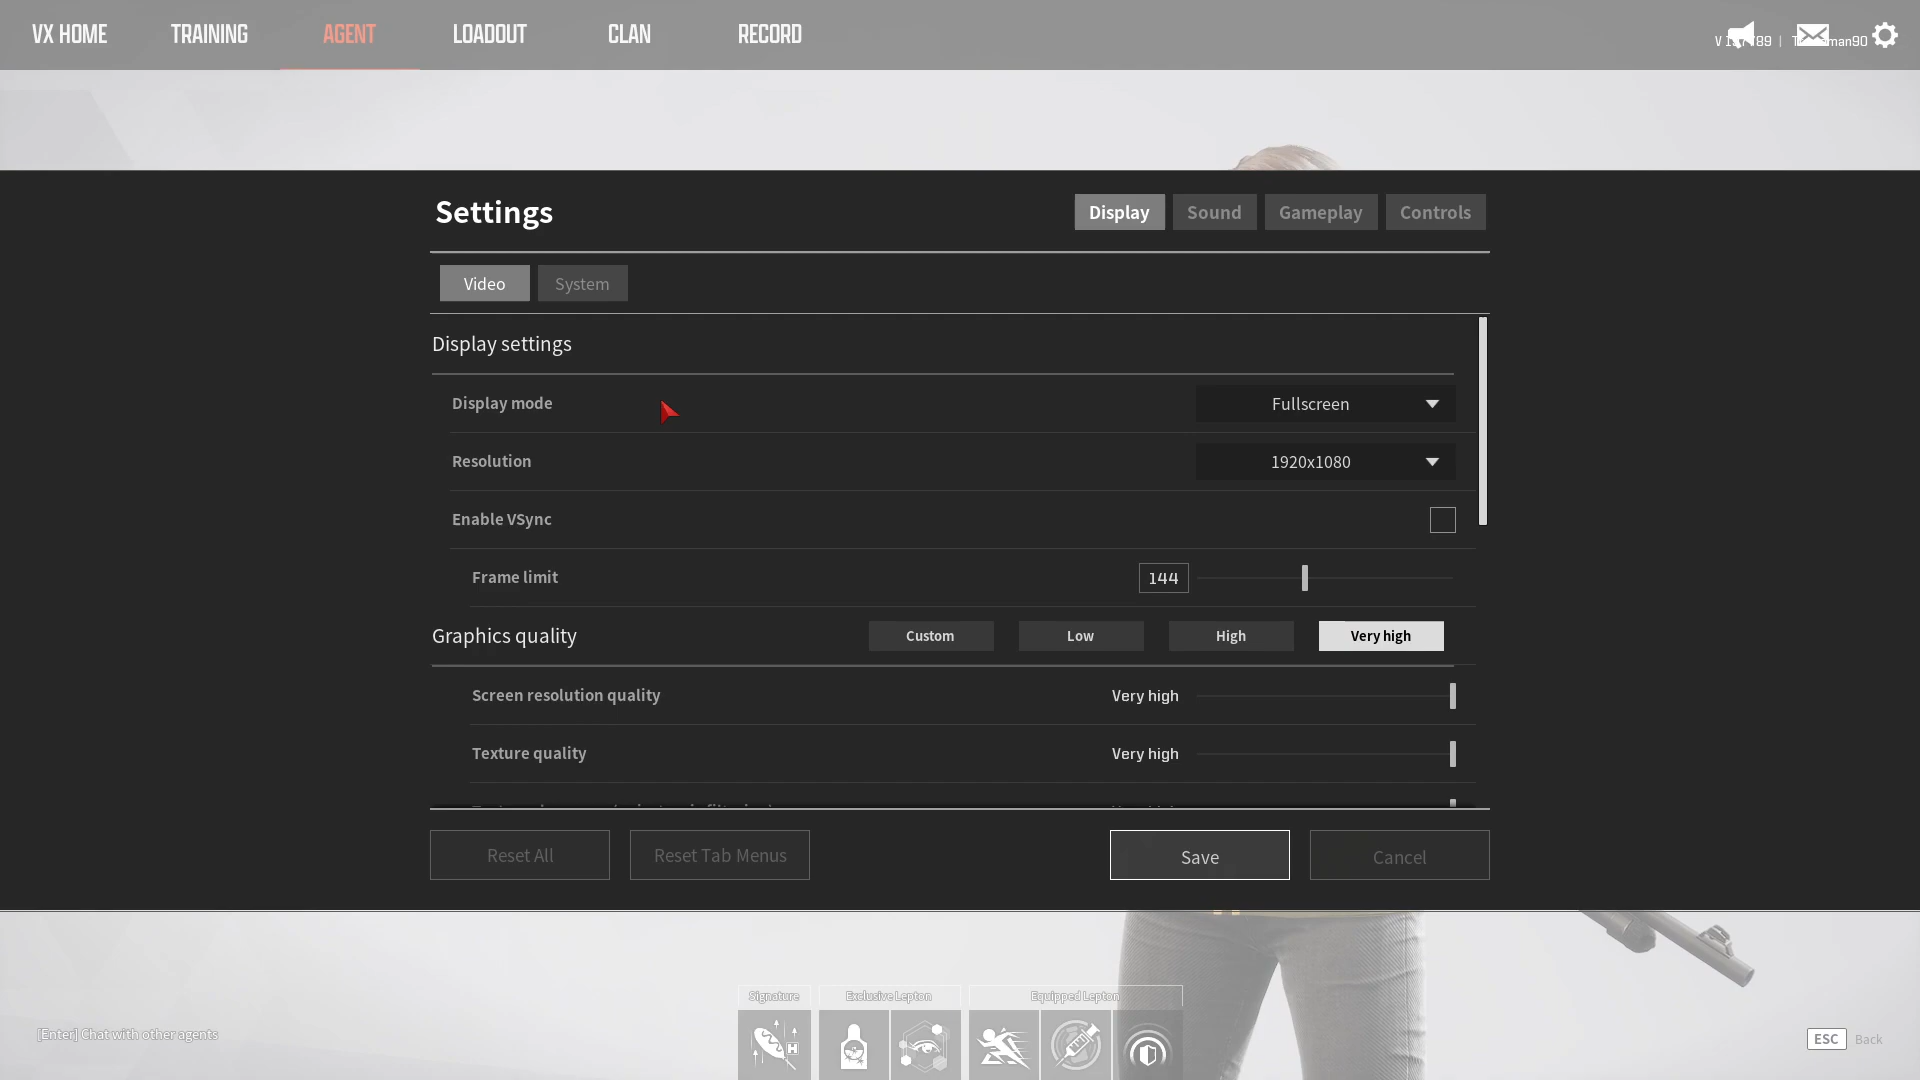 VX HOME TRAINING AGENT LOADOUT CLAN RECORD
Settings Display Sound Gameplay Controls
Video System
Display settings
Display mode Fullscreen
Resolution 1920x1080
Enable VSync
Frame limit 144
Graphics quality Custom Low High Very high
Screen resolution quality Very high
Texture quality Very high
Reset All Reset Tab Menus Save Cancel
Signature Exclusive Lepton Equipped Lepton
[Enter] Chat with other agents
H
ESC Back